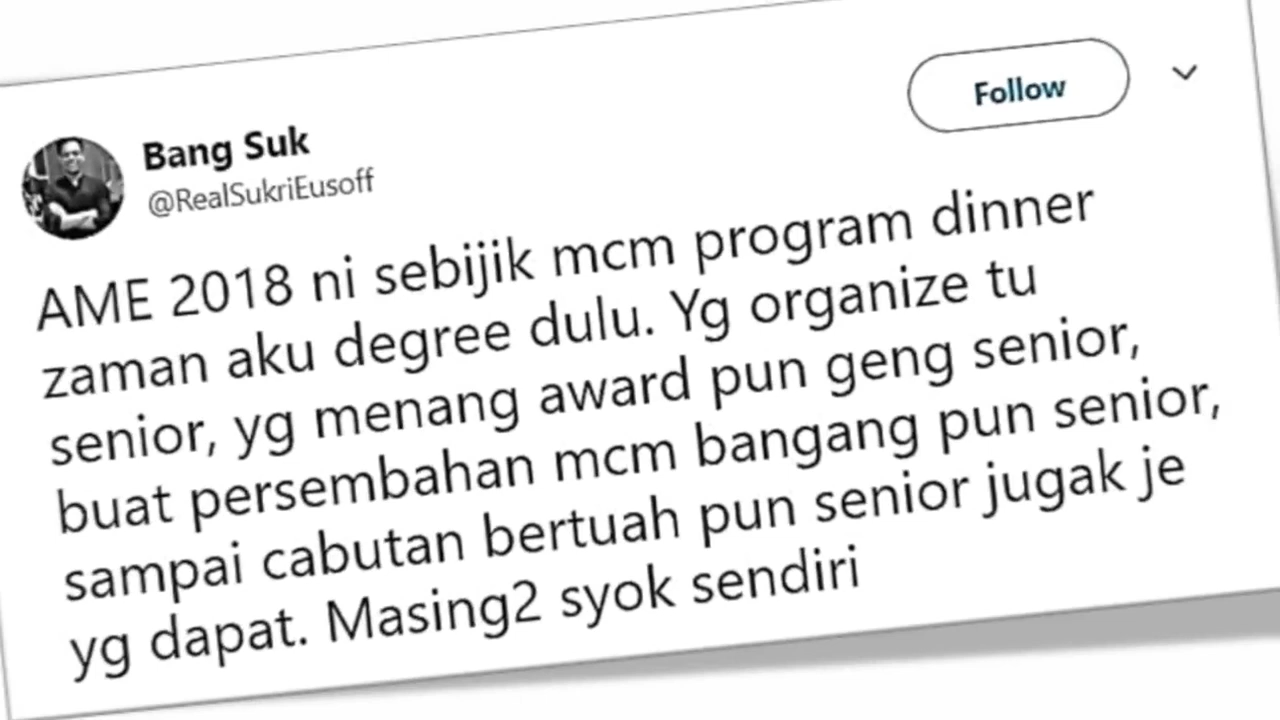 Bang Suk
@RealSukriEusoff
Follow
AME 2018 ni sebijik mcm program dinner
zaman aku degree dulu. Yg organize tu
senior, yg menang award pun geng senior,
buat persembahan mcm bangang pun senior,
sampai cabutan bertuah pun senior jugak je
yg dapat. Masing2 syok sendiri